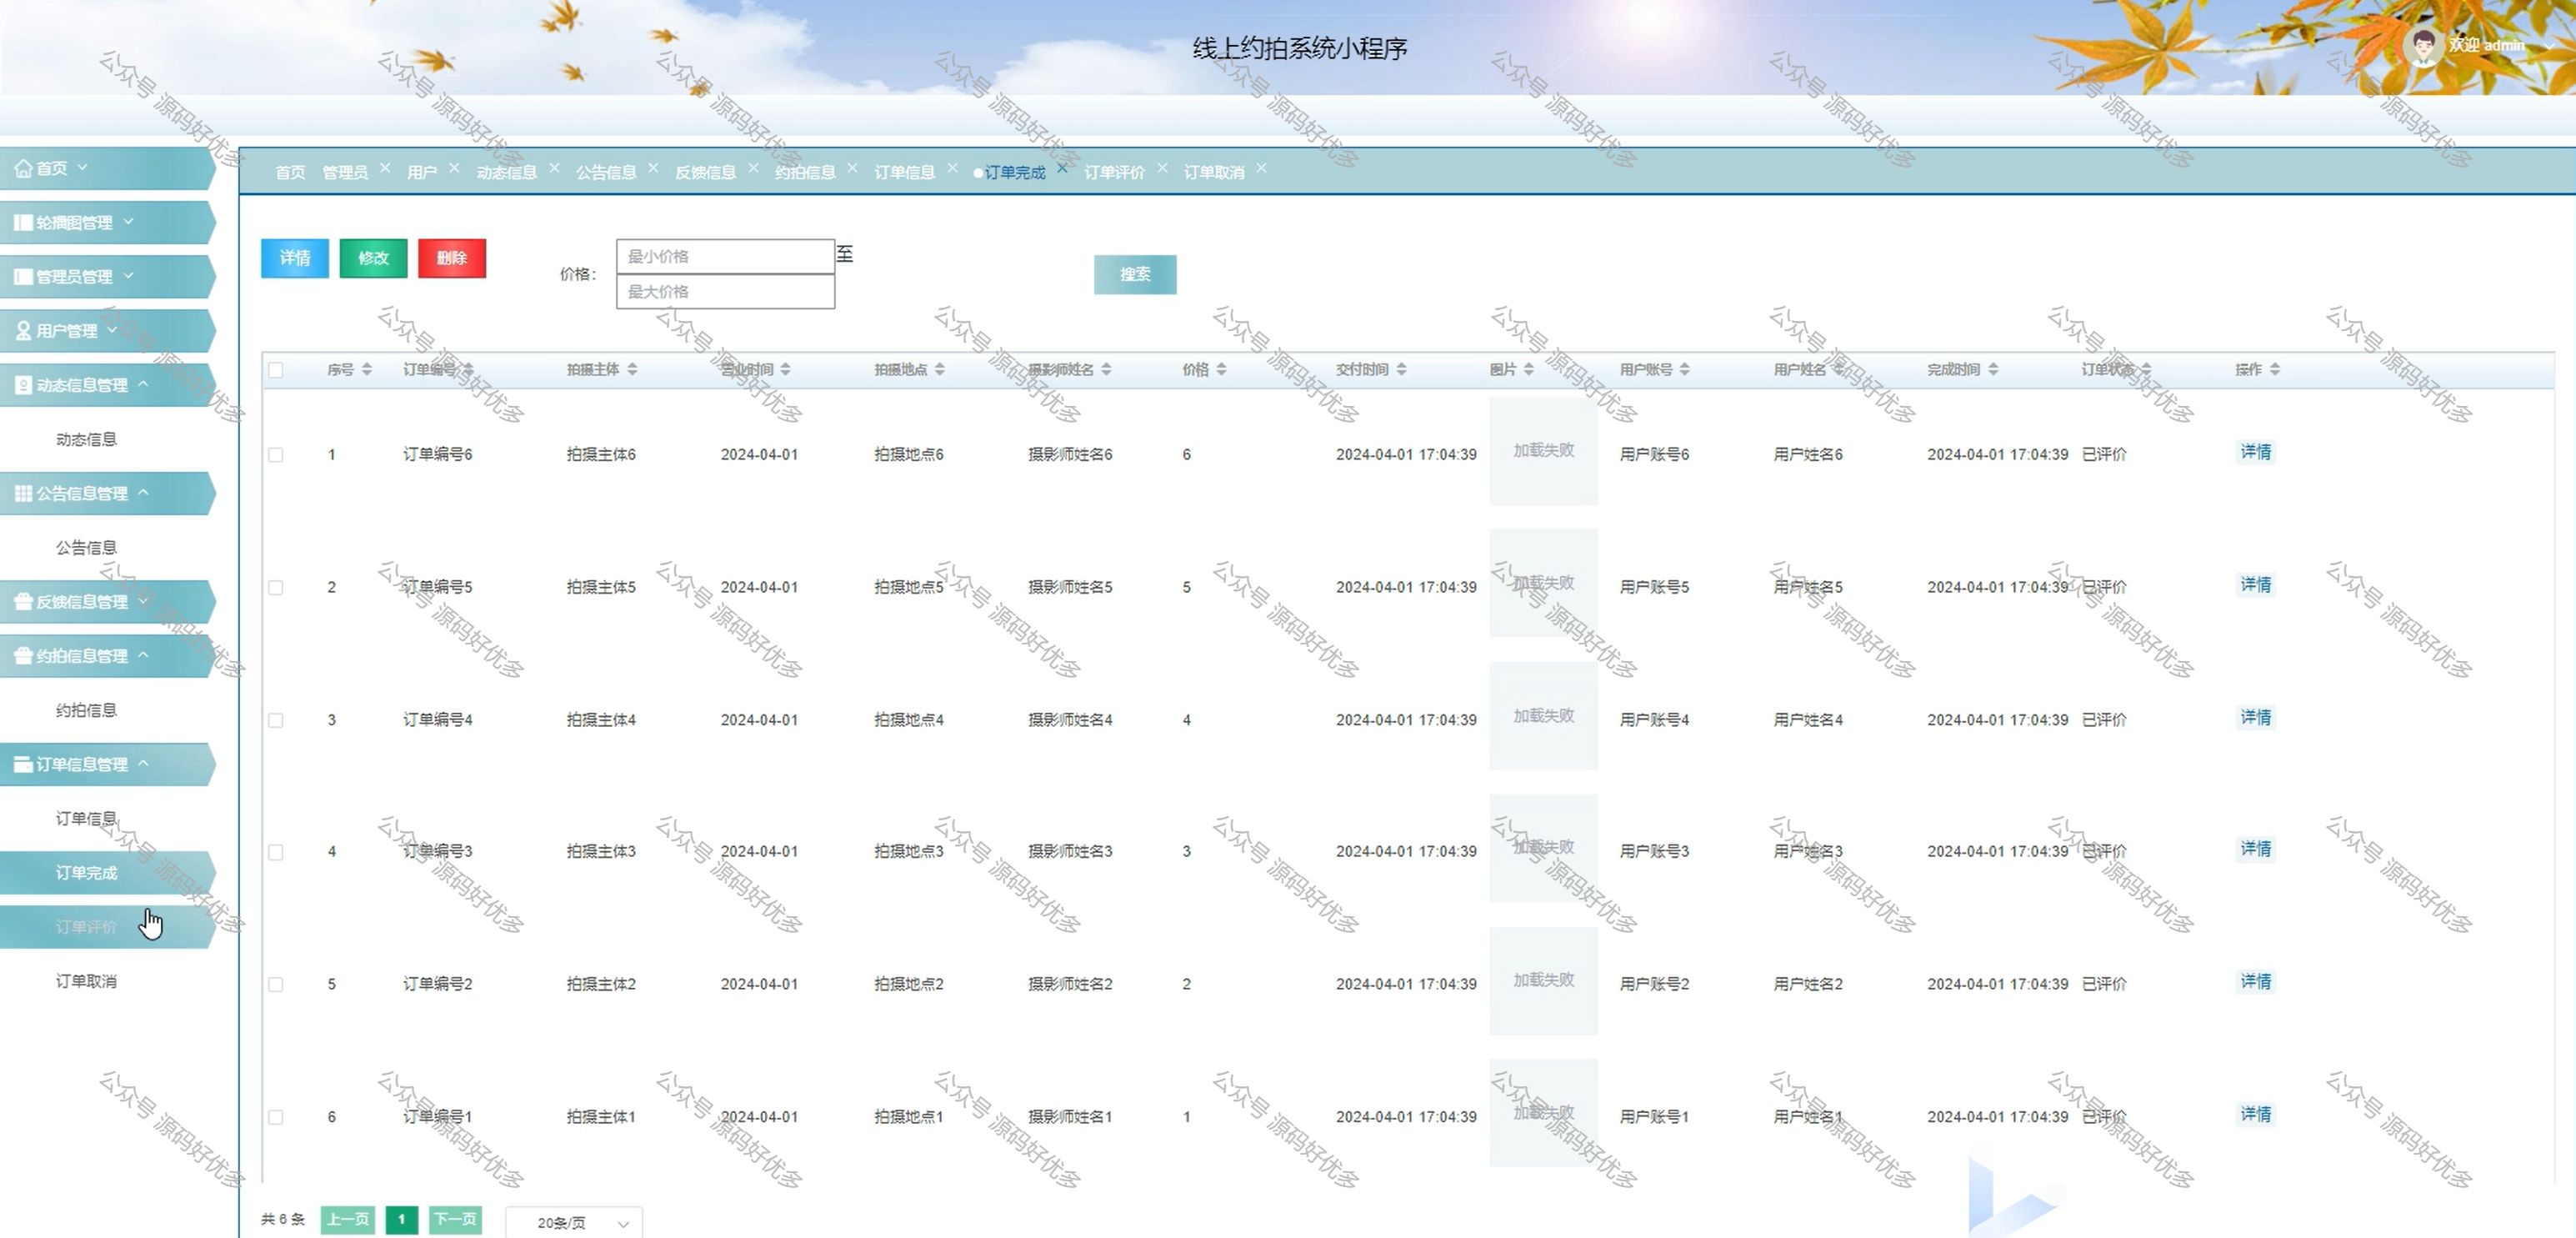 线上约拍系统小程序
欢迎 admin
首页 管理员 用户 动态信息 公告信息 反馈信息 约拍信息 订单信息 订单完成 订单评价 订单取消
首页
轮播图管理
管理员管理
用户管理
动态信息管理
动态信息
公告信息管理
公告信息
反馈信息管理
约拍信息管理
约拍信息
订单信息管理
订单信息
订单完成
订单评价
订单取消
详情 修改 删除
价格： 最小价格 至
最大价格
搜索
序号 订单编号 拍摄主体 营业时间 拍摄地点 摄影师姓名 价格 交付时间 图片 用户账号 用户姓名 完成时间 订单状态 操作
1 订单编号6 拍摄主体6 2024-04-01 拍摄地点6 摄影师姓名6 6 2024-04-01 17:04:39 加载失败 用户账号6 用户姓名6 2024-04-01 17:04:39 已评价 详情
2 订单编号5 拍摄主体5 2024-04-01 拍摄地点5 摄影师姓名5 5 2024-04-01 17:04:39 加载失败 用户账号5 用户姓名5 2024-04-01 17:04:39 已评价 详情
3 订单编号4 拍摄主体4 2024-04-01 拍摄地点4 摄影师姓名4 4 2024-04-01 17:04:39 加载失败 用户账号4 用户姓名4 2024-04-01 17:04:39 已评价 详情
4 订单编号3 拍摄主体3 2024-04-01 拍摄地点3 摄影师姓名3 3 2024-04-01 17:04:39 加载失败 用户账号3 用户姓名3 2024-04-01 17:04:39 已评价 详情
5 订单编号2 拍摄主体2 2024-04-01 拍摄地点2 摄影师姓名2 2 2024-04-01 17:04:39 加载失败 用户账号2 用户姓名2 2024-04-01 17:04:39 已评价 详情
6 订单编号1 拍摄主体1 2024-04-01 拍摄地点1 摄影师姓名1 1 2024-04-01 17:04:39 加载失败 用户账号1 用户姓名1 2024-04-01 17:04:39 已评价 详情
共 6 条 上一页 1 下一页 20条/页
公众号 源码好优多